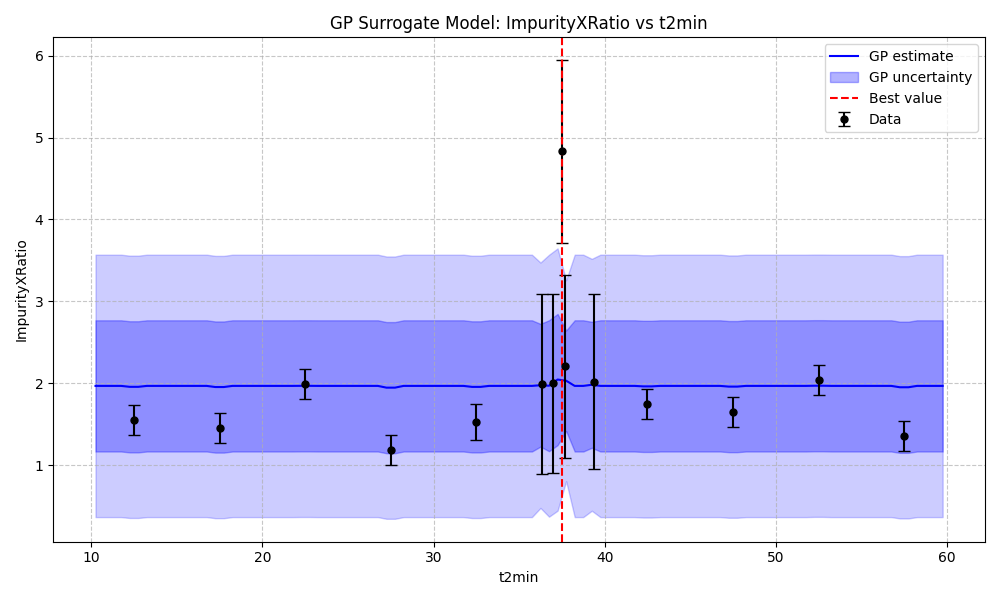 GP Surrogate Model: ImpurityXRatio vs t2min
GP estimate
GP uncertainty
Best value
Data
ImpurityXRatio
6
5
4
3
2
1
10
20
30
40
50
60
t2min